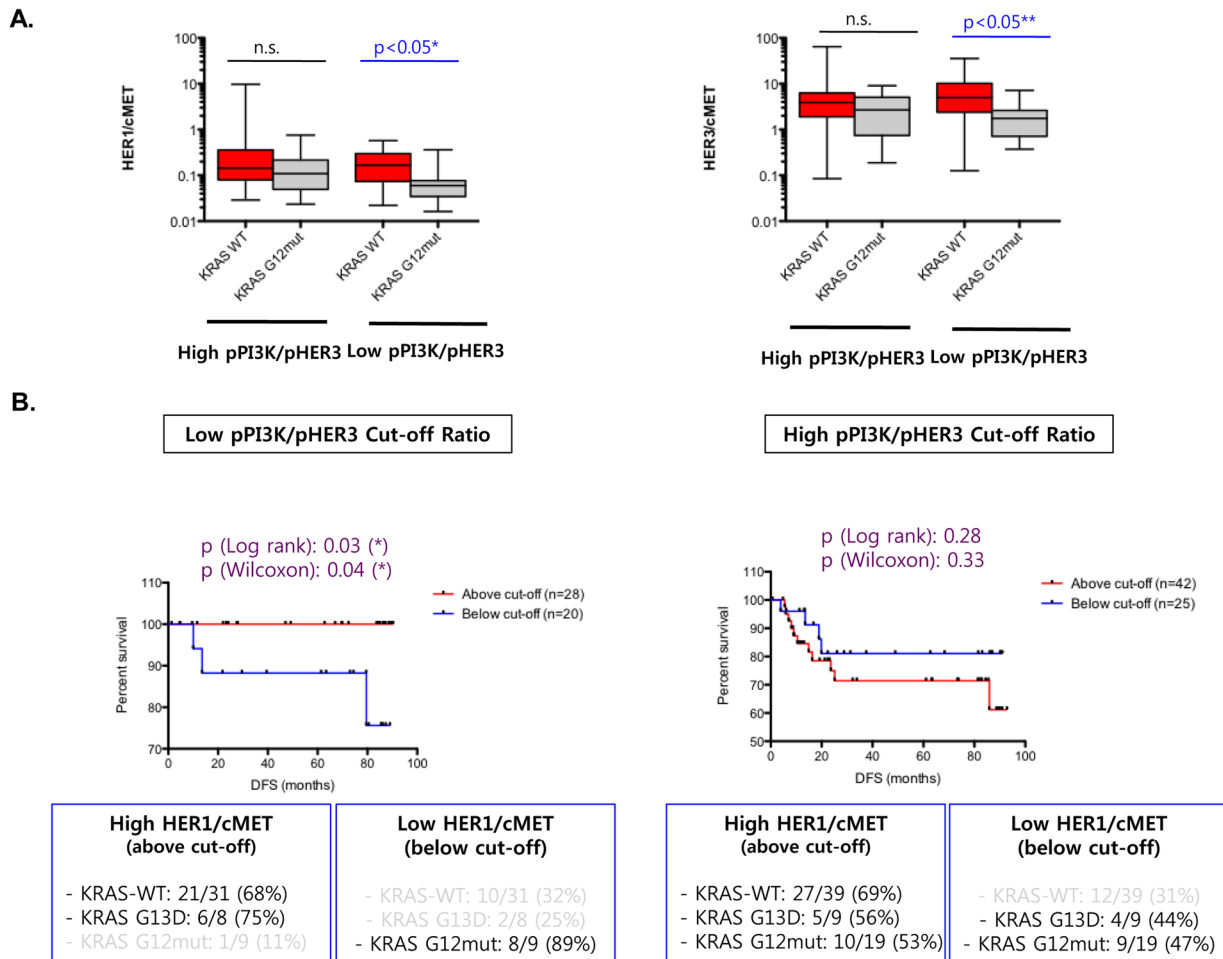 A.
n.s.
p<0.05*
HER1/cMET
100
10
1
0.1
0.01
KRAS WT
KRAS G12mut
KRAS WT
KRAS G12mut
High pPI3K/pHER3
Low pPI3K/pHER3
n.s.
p<0.05**
HER3/cMET
100
10
1
0.1
0.01
KRAS WT
KRAS G12mut
KRAS WT
KRAS G12mut
High pPI3K/pHER3
Low pPI3K/pHER3
B.
Low pPI3K/pHER3 Cut-off Ratio
p (Log rank): 0.03 (*)
p (Wilcoxon): 0.04 (*)
Percent survival
110
100
90
80
70
0 20 40 60 80 100
DFS (months)
Above cut-off (n=28)
Below cut-off (n=20)
High HER1/cMET
(above cut-off)
- KRAS-WT: 21/31 (68%)
- KRAS G13D: 6/8 (75%)
- KRAS G12mut: 1/9 (11%)
Low HER1/cMET
(below cut-off)
- KRAS-WT: 10/31 (32%)
- KRAS G13D: 2/8 (25%)
- KRAS G12mut: 8/9 (89%)
High pPI3K/pHER3 Cut-off Ratio
p (Log rank): 0.28
p (Wilcoxon): 0.33
Percent survival
110
100
90
80
70
60
50
0 20 40 60 80 100
DFS (months)
Above cut-off (n=42)
Below cut-off (n=25)
High HER1/cMET
(above cut-off)
- KRAS-WT: 27/39 (69%)
- KRAS G13D: 5/9 (56%)
- KRAS G12mut: 10/19 (53%)
Low HER1/cMET
(below cut-off)
- KRAS-WT: 12/39 (31%)
- KRAS G13D: 4/9 (44%)
- KRAS G12mut: 9/19 (47%)